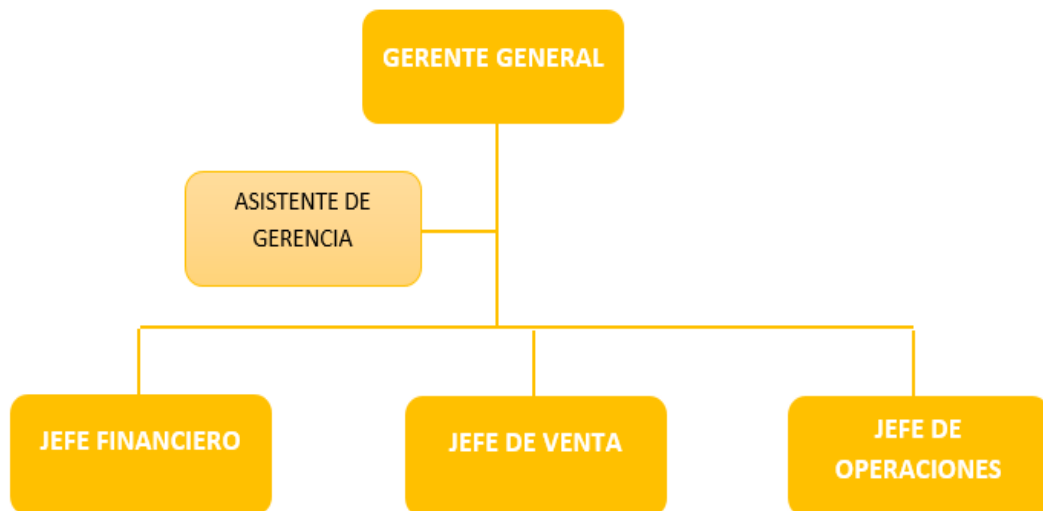 GERENTE GENERAL
ASISTENTE DE
GERENCIA
JEFE FINANCIERO
JEFE DE VENTA
JEFE DE
OPERACIONES